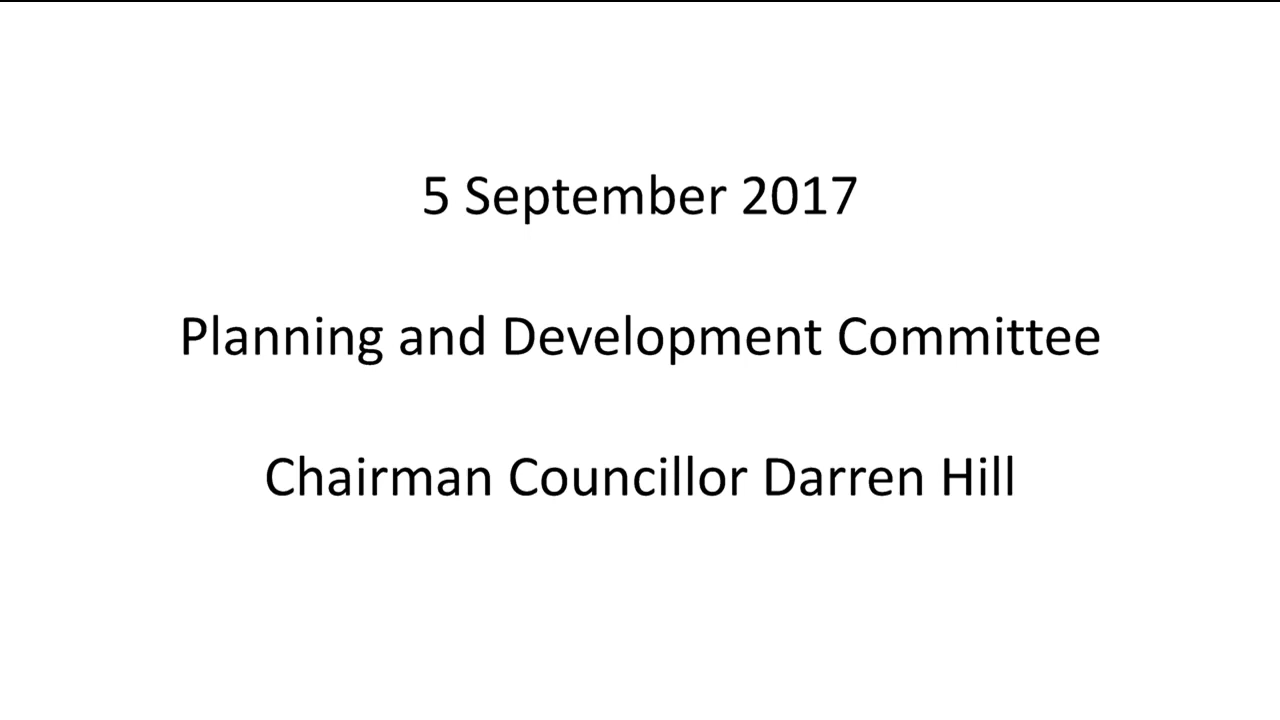 5 September 2017
Planning and Development Committee
Chairman Councillor Darren Hill